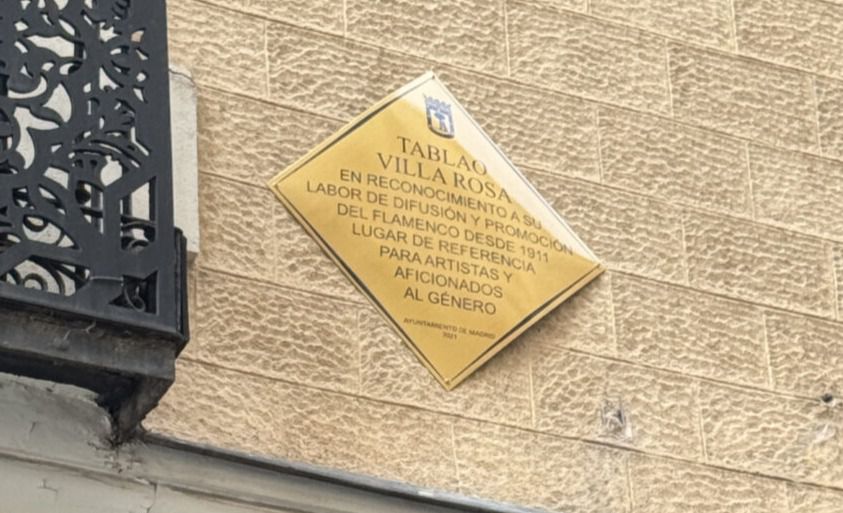 TABLAO
VILLA ROSA
EN RECONOCIMIENTO A SU
LABOR DE DIFUSIÓN Y PROMOCIÓN
DEL FLAMENCO DESDE 1911
LUGAR DE REFERENCIA
PARA ARTISTAS Y
AFICIONADOS
AL GÉNERO
AYUNTAMIENTO DE MADRID
2021